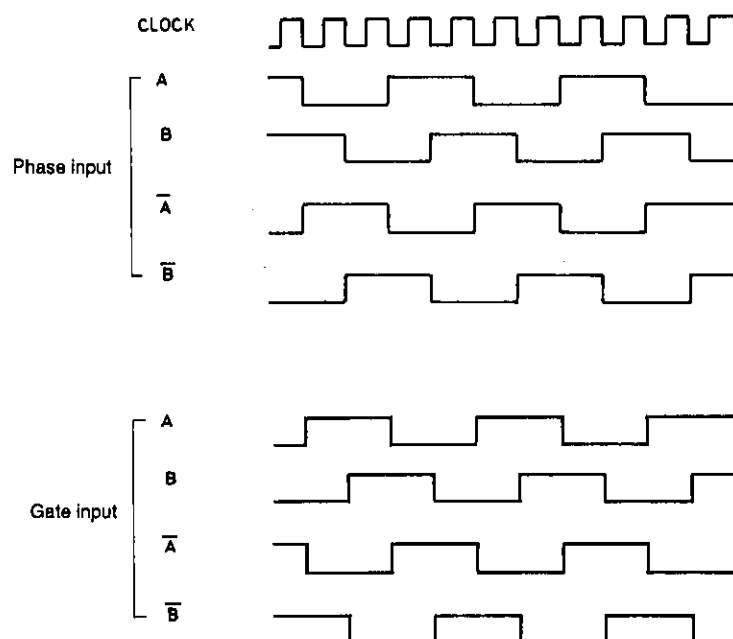 CLOCK
A
B
Phase input
A̅
B̅
A
B
Gate input
A̅
B̅